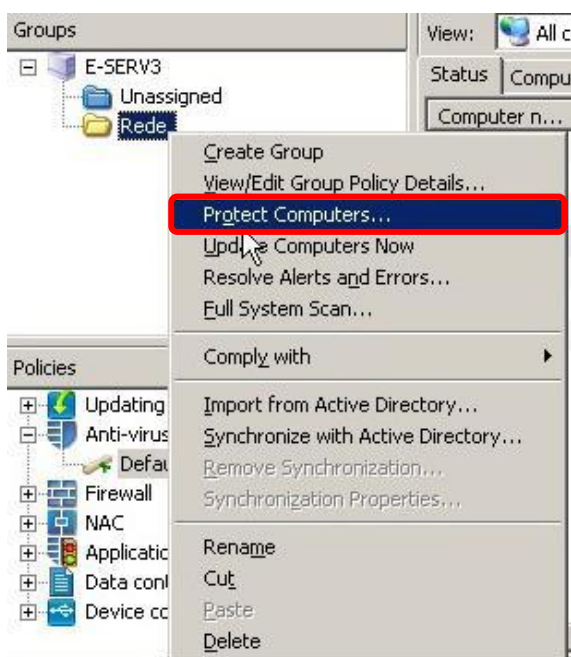 Groups
View: All c
E-SERV3
Status Compu
Unassigned
Computer n...
Rede
Create Group
View/Edit Group Policy Details...
Protect Computers...
Update Computers Now
Resolve Alerts and Errors...
Full System Scan...
Comply with
Policies
Updating
Import from Active Directory...
Anti-virus
Synchronize with Active Directory...
Defau
Remove Synchronization...
Firewall
Synchronization Properties...
NAC
Applicatic
Rename
Data cont
Cut
Device cc
Paste
Delete